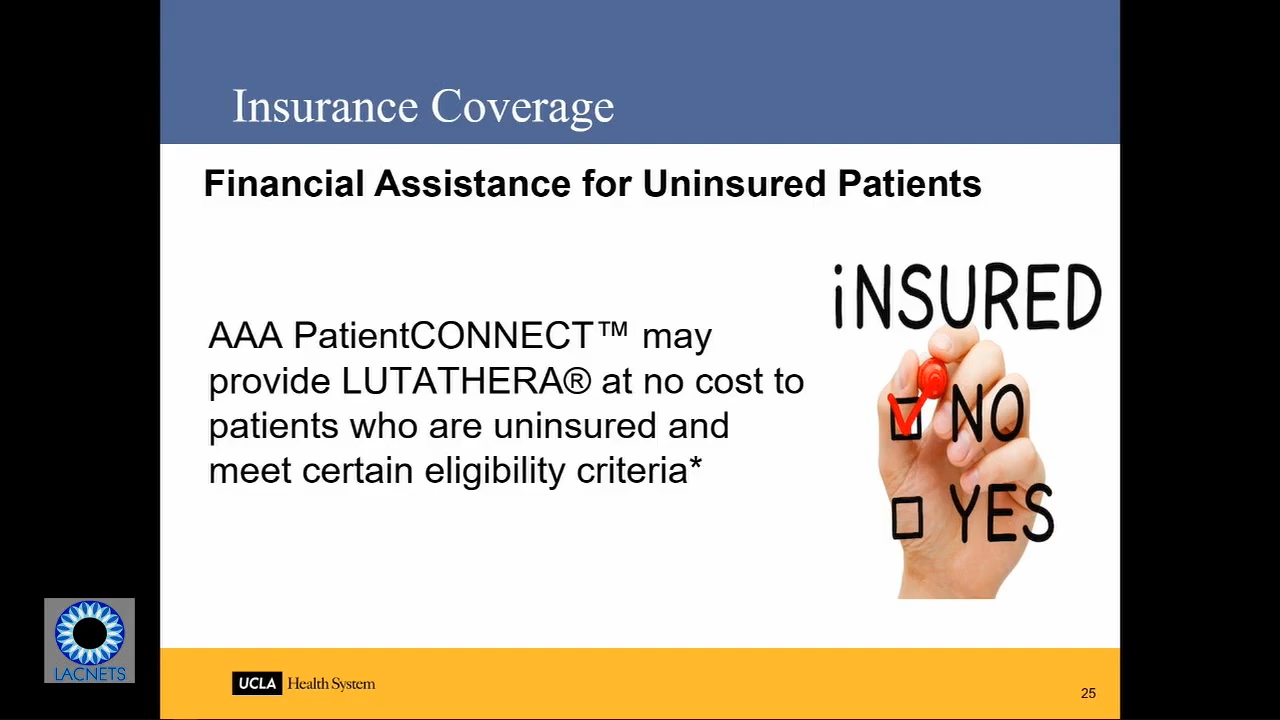 Insurance Coverage
Financial Assistance for Uninsured Patients
AAA PatientCONNECT™ may
provide LUTATHERA® at no cost to
patients who are uninsured and
meet certain eligibility criteria*
iNSURED
NO
YES
LACNETS
UCLA Health System
25